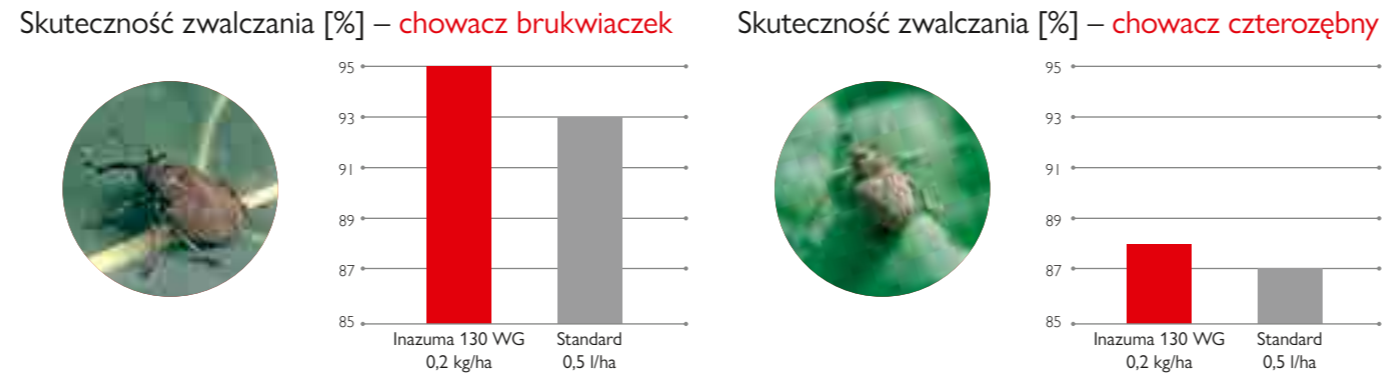 Skuteczność zwalczania [%] – chowacz brukwiaczek
95
93
91
89
87
85
Inazuma 130 WG
0,2 kg/ha
Standard
0,5 l/ha
Skuteczność zwalczania [%] – chowacz czterozębny
95
93
91
89
87
85
Inazuma 130 WG
0,2 kg/ha
Standard
0,5 l/ha